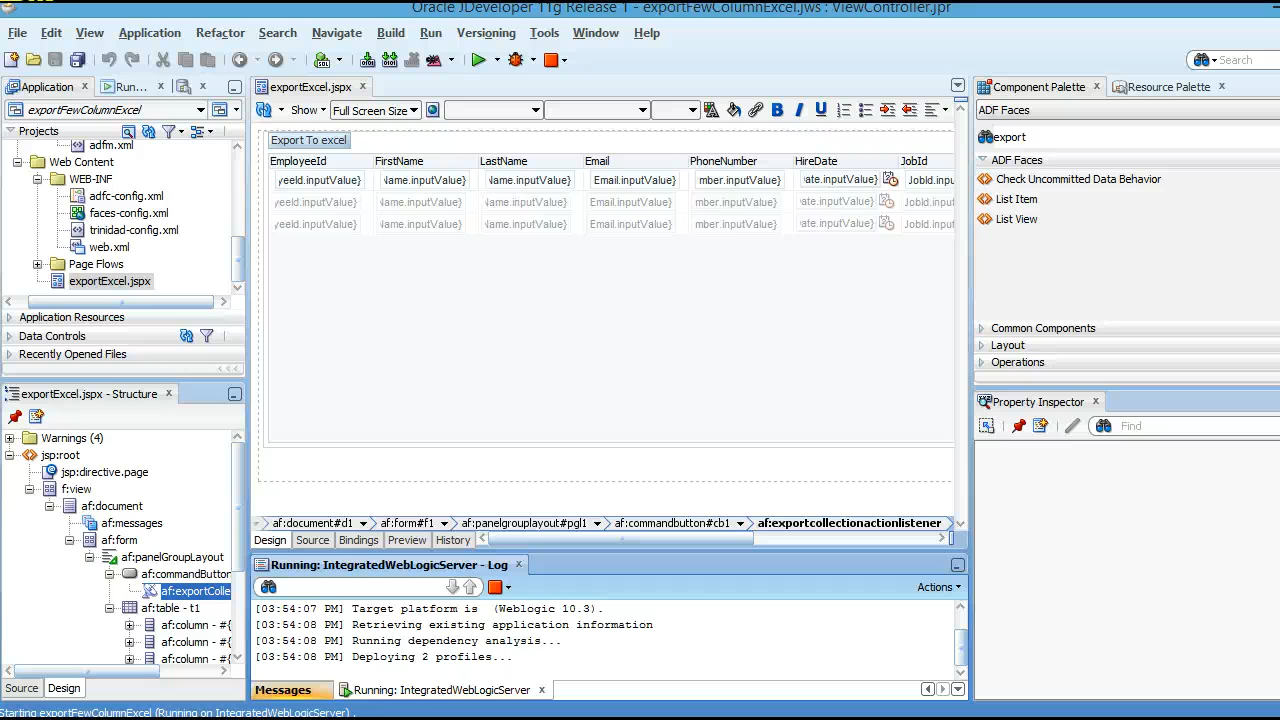 Oracle JDeveloper 11g Release 1 - exportFewColumnExcel.jws : ViewController.jpr
File Edit View Application Refactor Search Navigate Build Run Versioning Tools Window Help
Search
Application
Run...
exportFewColumnExcel
Projects
adfm.xml
Web Content
WEB-INF
adfc-config.xml
faces-config.xml
trinidad-config.xml
web.xml
Page Flows
exportExcel.jspx
Application Resources
Data Controls
Recently Opened Files
exportExcel.jspx - Structure
Warnings (4)
jsp:root
jsp:directive.page
f:view
af:document
af:messages
af:form
af:panelGroupLayout
af:commandButton
af:exportColle
af:table - t1
af:column - #{
af:column - #{
af:column - #{
Source Design
exportExcel.jspx
Show Full Screen Size
Export To excel
EmployeeId FirstName LastName Email PhoneNumber HireDate JobId
yeeId.inputValue} Name.inputValue} Name.inputValue} Email.inputValue} mber.inputValue} ate.inputValue} JobId.inpu
yeeId.inputValue} Name.inputValue} Name.inputValue} Email.inputValue} mber.inputValue} ate.inputValue} JobId.inpu
yeeId.inputValue} Name.inputValue} Name.inputValue} Email.inputValue} mber.inputValue} ate.inputValue} JobId.inpu
af:document#d1 af:form#f1 af:panelgrouplayout#pgl1 af:commandbutton#cb1 af:exportcollectionactionlistener
Design Source Bindings Preview History
Running: IntegratedWebLogicServer - Log
Actions
[03:54:07 PM] Target platform is (Weblogic 10.3).
[03:54:08 PM] Retrieving existing application information
[03:54:08 PM] Running dependency analysis...
[03:54:08 PM] Deploying 2 profiles...
Messages Running: IntegratedWebLogicServer
Component Palette
Resource Palette
ADF Faces
export
ADF Faces
Check Uncommitted Data Behavior
List Item
List View
Common Components
Layout
Operations
Property Inspector
Find
Starting exportFewColumnExcel (Running on IntegratedWebLogicServer) .